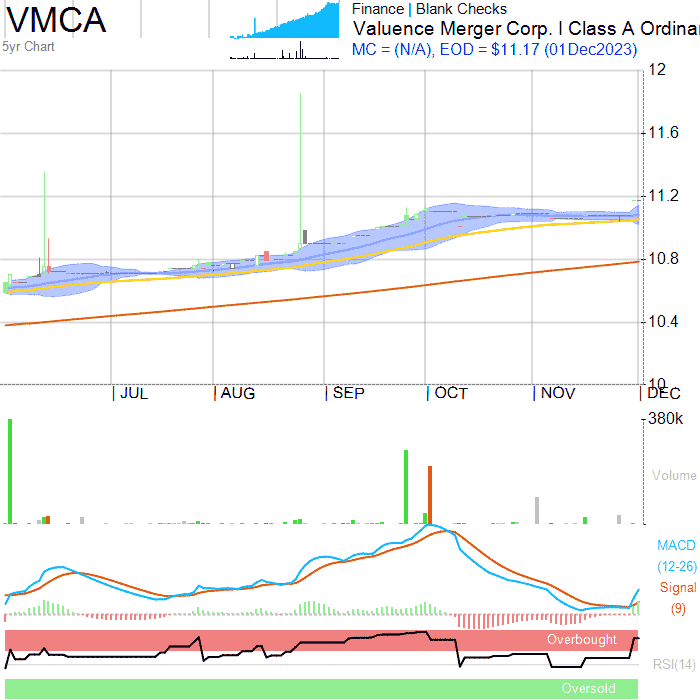 VMCA
5yr Chart
Finance | Blank Checks
Valuence Merger Corp. I Class A Ordinar
MC = (N/A), EOD = $11.17 (01Dec2023)
12
11.6
11.2
10.8
10.4
10
JUL AUG SEP OCT NOV DEC
380k
Volume
MACD
(12-26)
Signal
(9)
Overbought
RSI(14)
Oversold